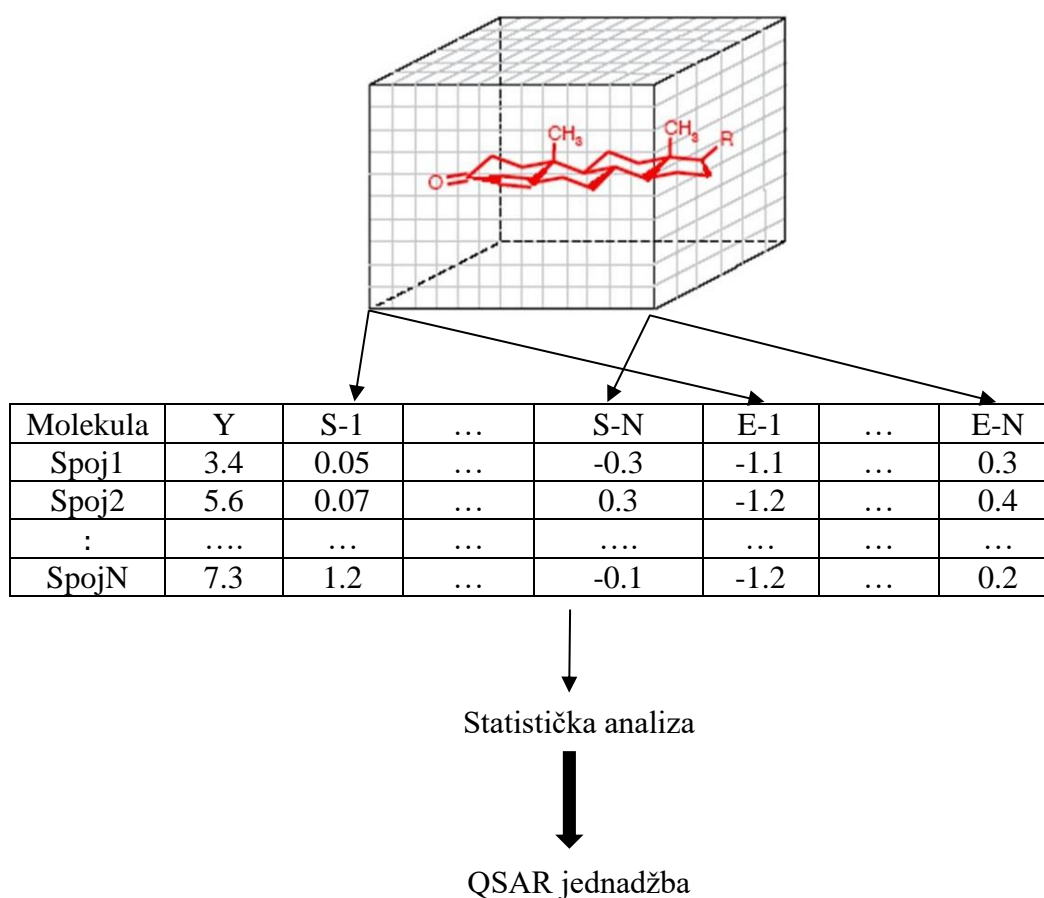 CH₃ CH₃ R
O
Molekula Y S-1 … S-N E-1 … E-N
Spoj1 3.4 0.05 … -0.3 -1.1 … 0.3
Spoj2 5.6 0.07 … 0.3 -1.2 … 0.4
: …. … … …. … … …
SpojN 7.3 1.2 … -0.1 -1.2 … 0.2
Statistička analiza
QSAR jednadžba